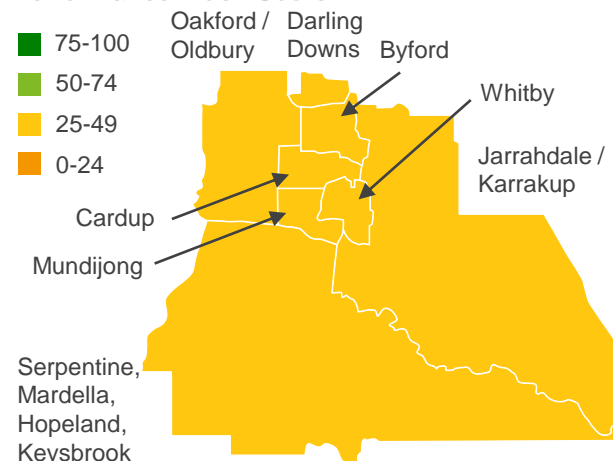 75-100
50-74
25-49
0-24
Oakford /
Oldbury
Darling
Downs
Byford
Whitby
Jarrahdale /
Karrakup
Cardup
Mundijong
Serpentine,
Mardella,
Hopeland,
Keysbrook